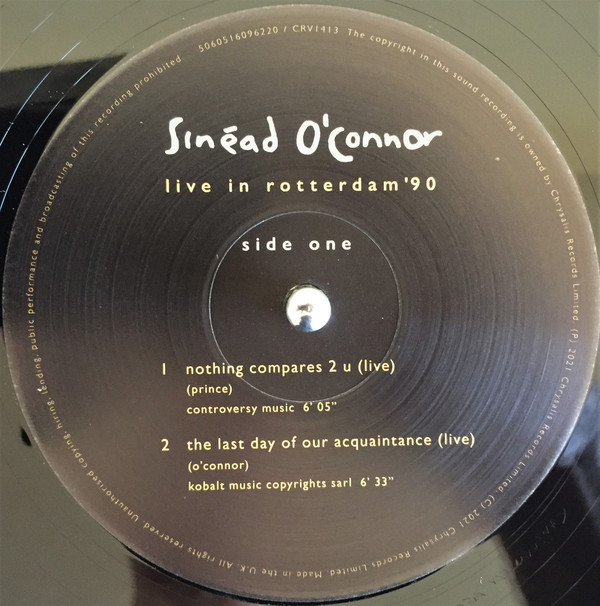 5060516096220 / CRV1413 The copyright in this sound recording is owned by Chrysalis Records Limited. (P) 2021 Chrysalis Records Limited. (C) 2021 Chrysalis Records Limited. Made in the U.K. All rights reserved. Unauthorised copying, hiring, lending, public performance and broadcasting of this recording prohibited.
Sinéad O'Connor
live in rotterdam'90
side one
1 nothing compares 2 u (live)
(prince)
controversy music 6' 05"
2 the last day of our acquaintance (live)
(o'connor)
kobalt music copyrights sarl 6' 33"